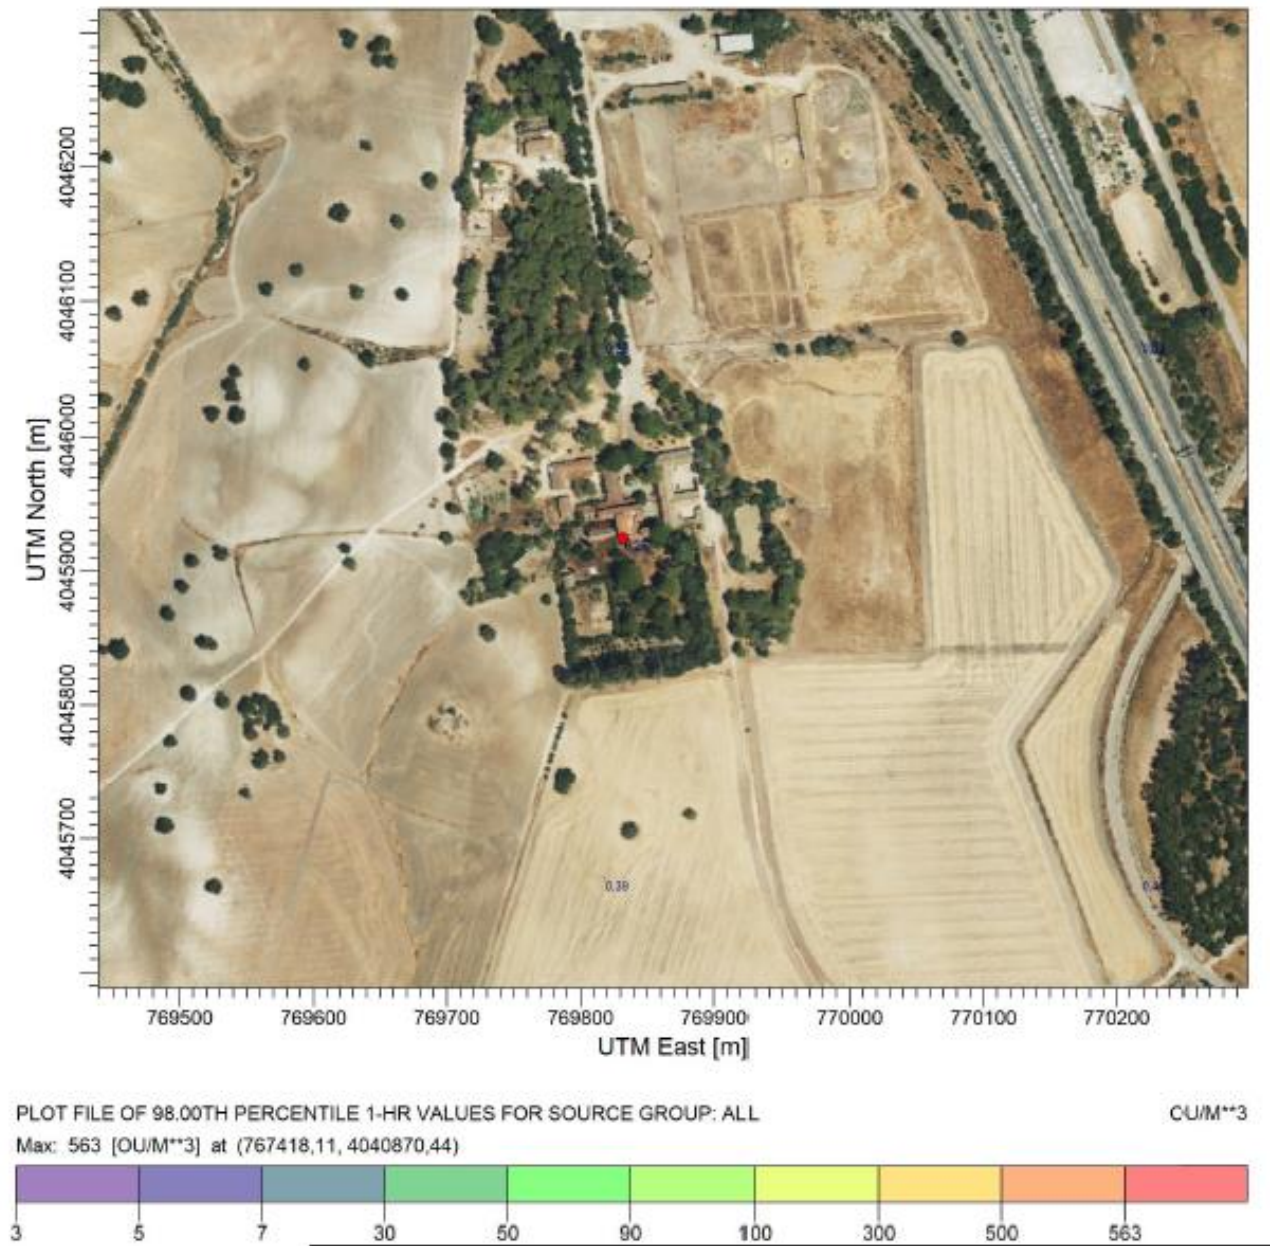 UTM North [m]
4046200
4046100
4046000
4045900
4045800
4045700
0.39
769500 769600 769700 769800 769900 770000 770100 770200
UTM East [m]
PLOT FILE OF 98.00TH PERCENTILE 1-HR VALUES FOR SOURCE GROUP: ALL OU/M**3
Max: 563 [OU/M**3] at (767418,11, 4040870,44)
3 5 7 30 50 90 100 300 500 563